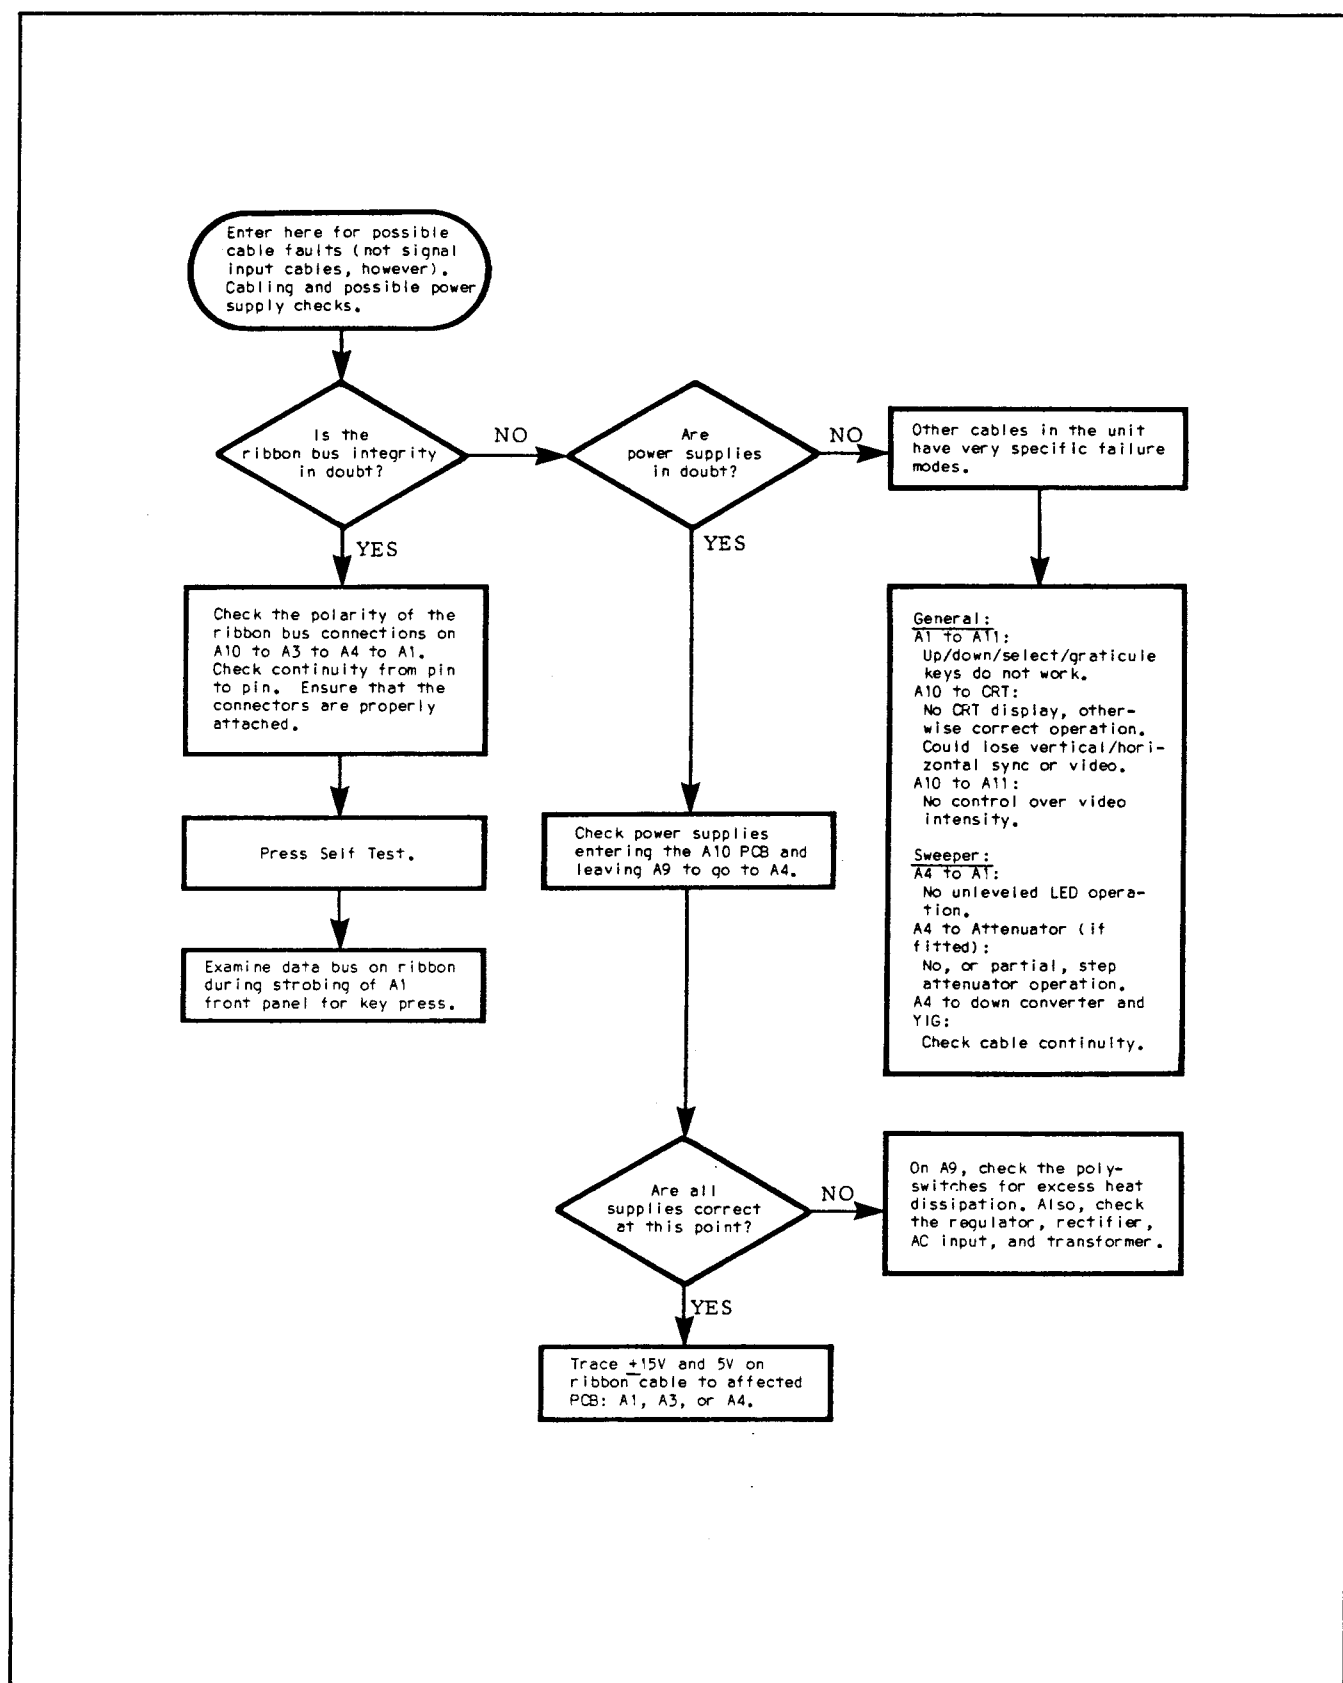 Enter here for possible
cable faults (not signal
input cables, however).
Cabling and possible power
supply checks.
Is the
ribbon bus integrity
in doubt?
NO
Are
power supplies
in doubt?
NO
Other cables in the unit
have very specific failure
modes.
YES
YES
Check the polarity of the
ribbon bus connections on
A10 to A3 to A4 to A1.
Check continuity from pin
to pin. Ensure that the
connectors are properly
attached.
General:
A1 to A11:
Up/down/select/graticule
keys do not work.
A10 to CRT:
No CRT display, other-
wise correct operation.
Could lose vertical/hori-
zontal sync or video.
A10 to A11:
No control over video
intensity.
Sweeper:
A4 to A1:
No unleveled LED opera-
tion.
A4 to Attenuator (if
fitted):
No, or partial, step
attenuator operation.
A4 to down converter and
YIG:
Check cable continuity.
Press Self Test.
Check power supplies
entering the A10 PCB and
leaving A9 to go to A4.
Examine data bus on ribbon
during strobing of A1
front panel for key press.
Are all
supplies correct
at this point?
NO
On A9, check the poly-
switches for excess heat
dissipation. Also, check
the regulator, rectifier,
AC input, and transformer.
YES
Trace ±15V and 5V on
ribbon cable to affected
PCB: A1, A3, or A4.